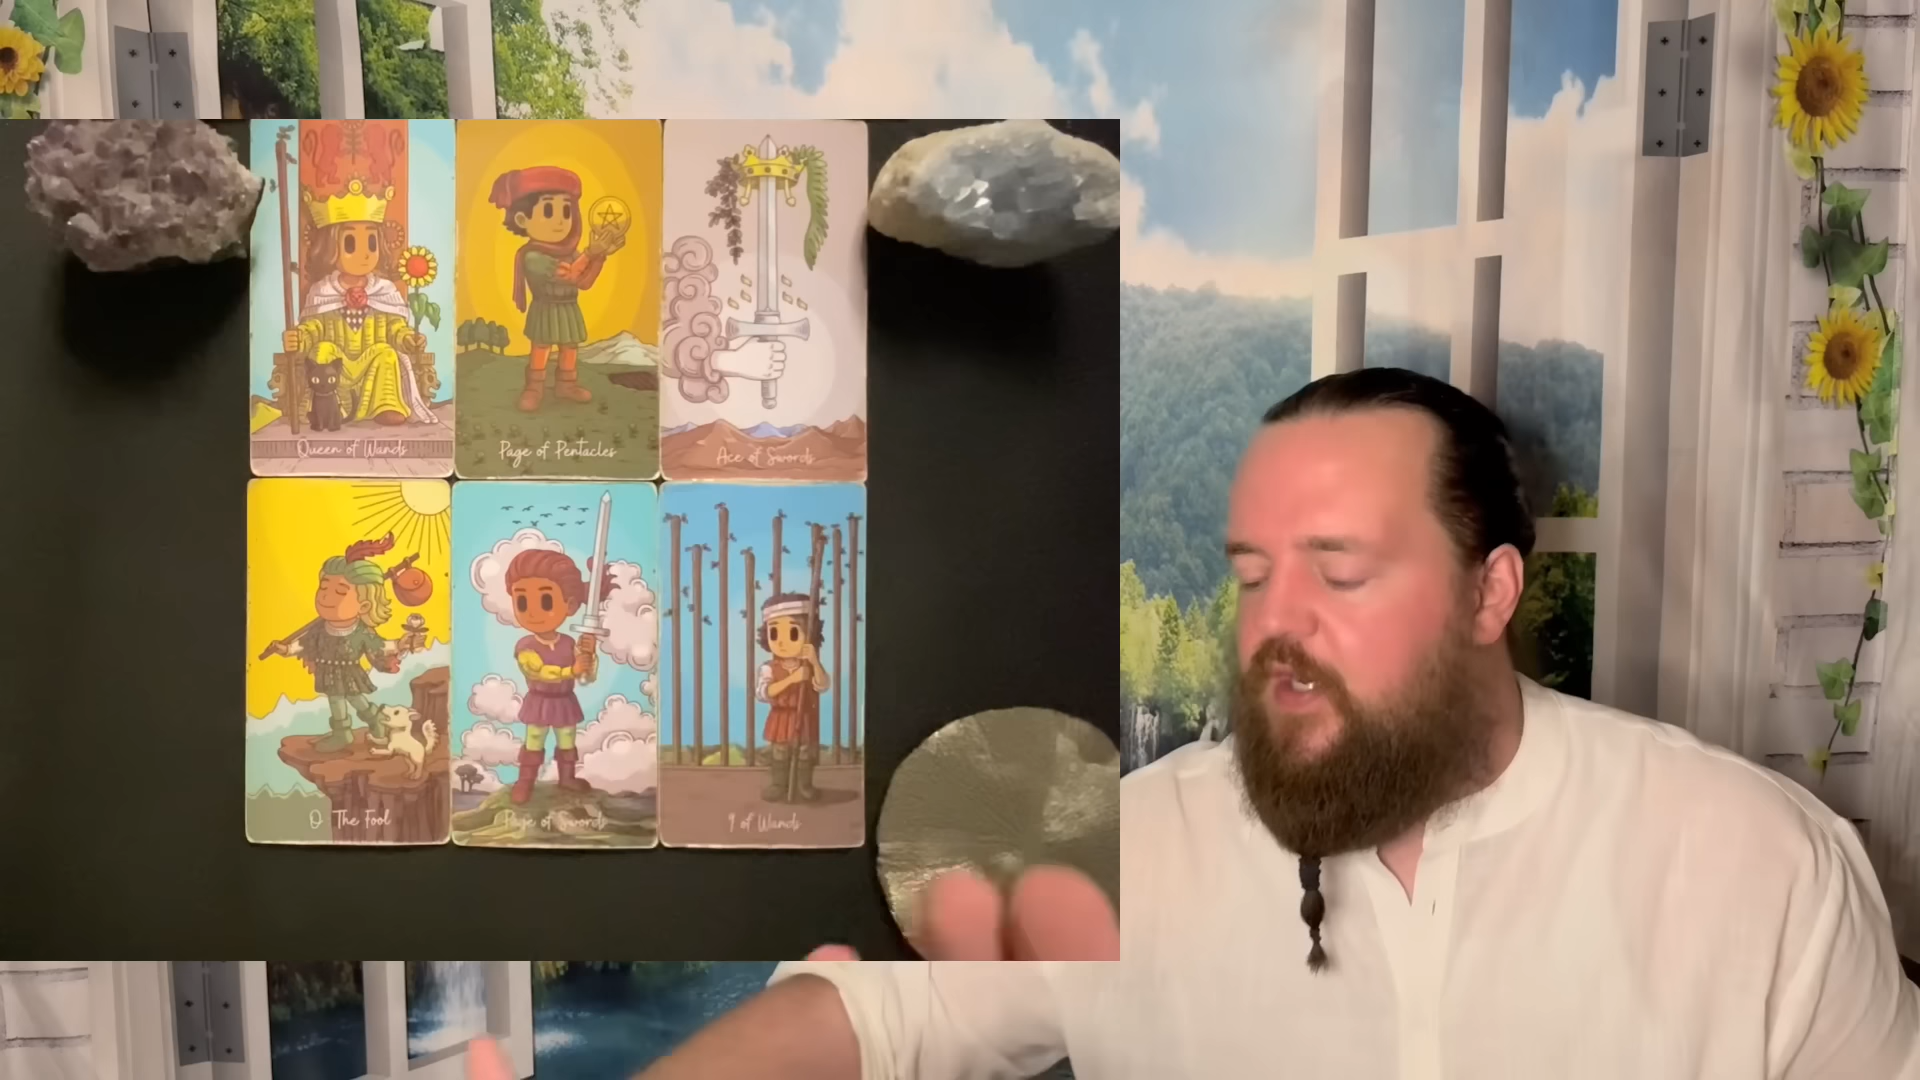 Queen of Wands
Page of Pentacles
Ace of Swords
0 The Fool
Page of Swords
9 of Wands